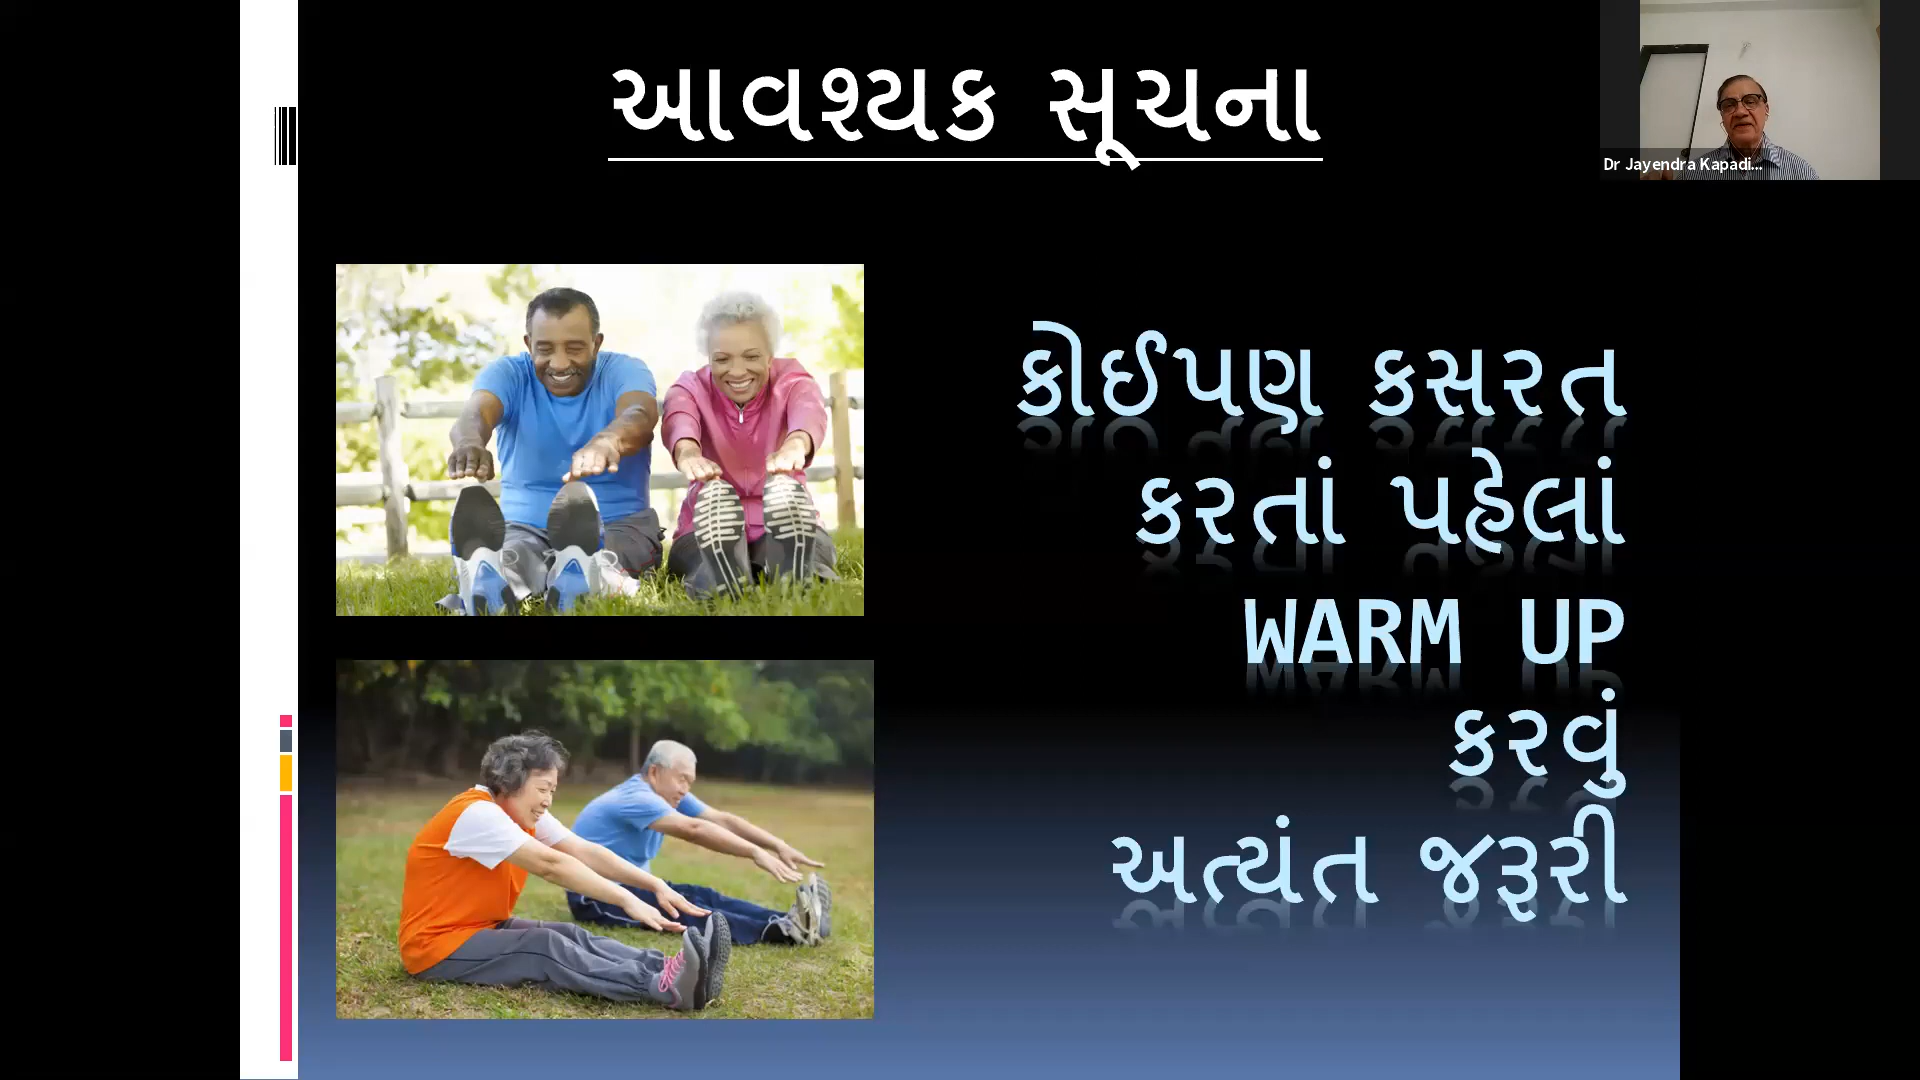 આવશ્યક સૂચના
Dr Jayendra Kapadi...
કોઈપણ કસરત
કરતાં પહેલાં
WARM UP
કરવું
અત્યંત જરૂરી